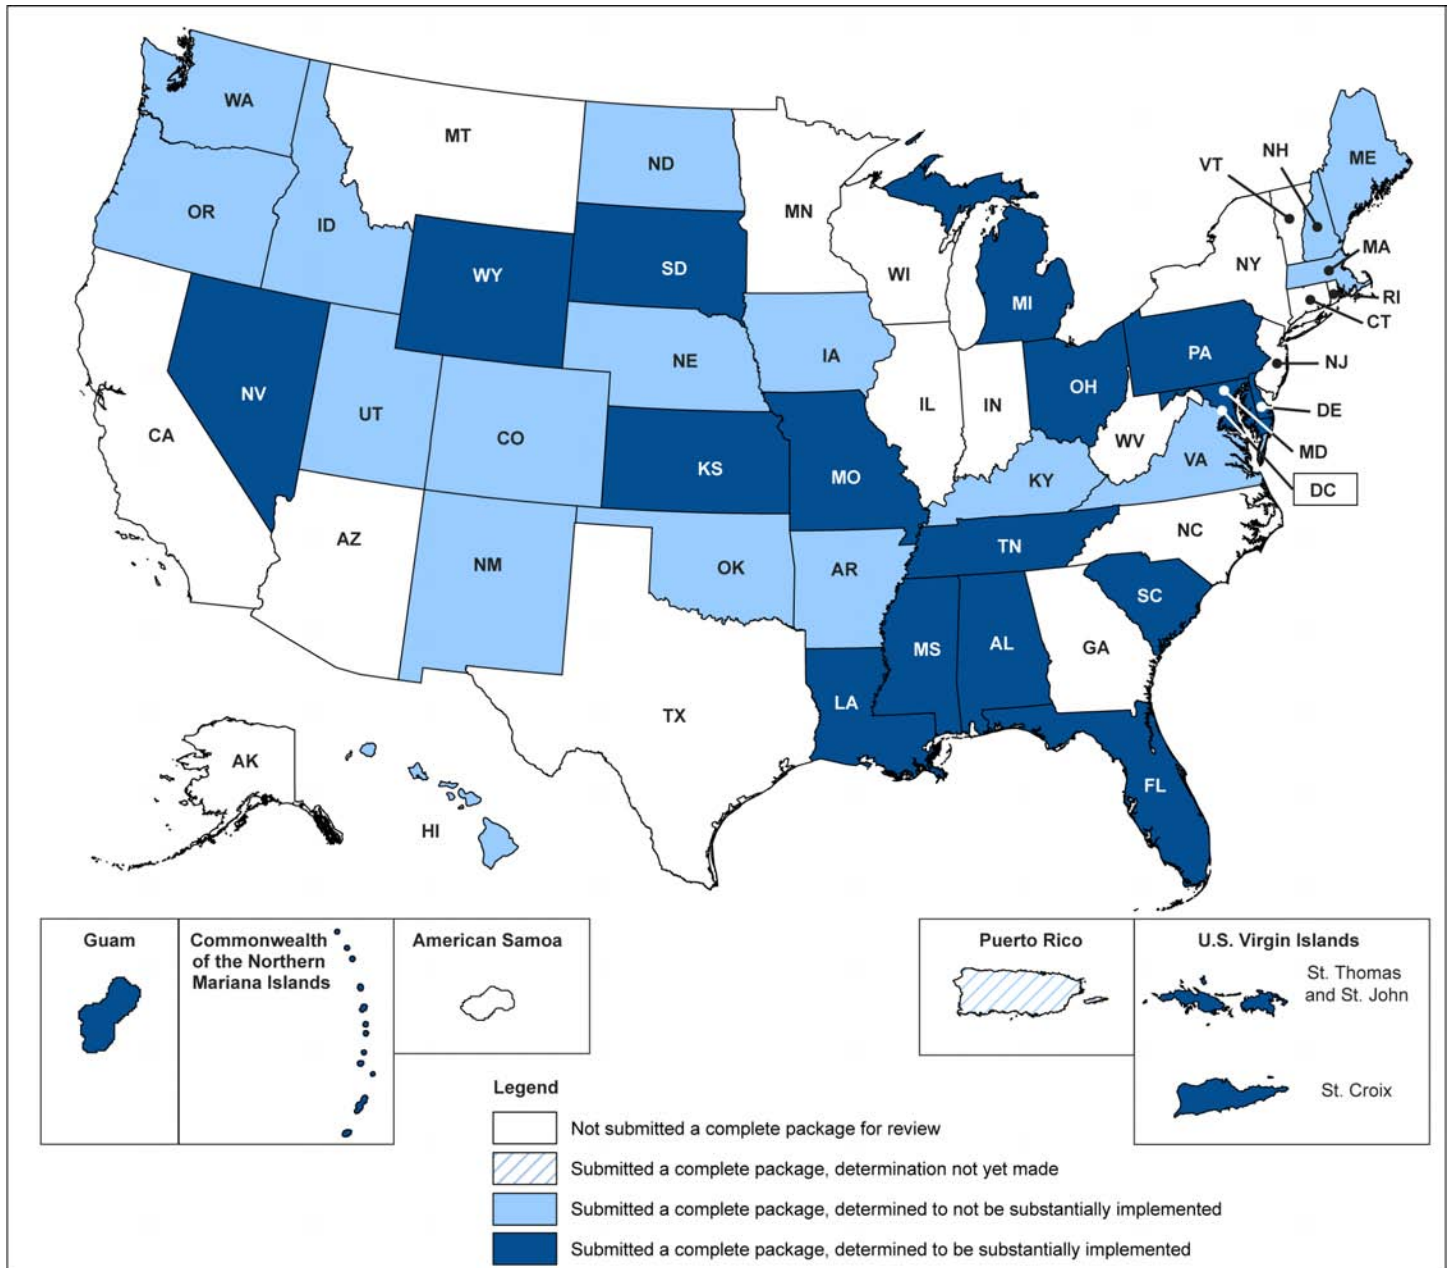 WA
MT
ND
MN
OR
ID
WY
SD
WI
MI
NY
VT
NH
ME
MA
RI
CT
NJ
PA
OH
DE
MD
DC
NV
UT
CO
NE
IA
IL
IN
WV
VA
KY
KS
MO
CA
AZ
NM
OK
AR
TN
NC
SC
TX
LA
MS
AL
GA
FL
AK
HI
Guam
Commonwealth
of the Northern
Mariana Islands
American Samoa
Puerto Rico
U.S. Virgin Islands
St. Thomas
and St. John
St. Croix
Legend
Not submitted a complete package for review
Submitted a complete package, determination not yet made
Submitted a complete package, determined to not be substantially implemented
Submitted a complete package, determined to be substantially implemented